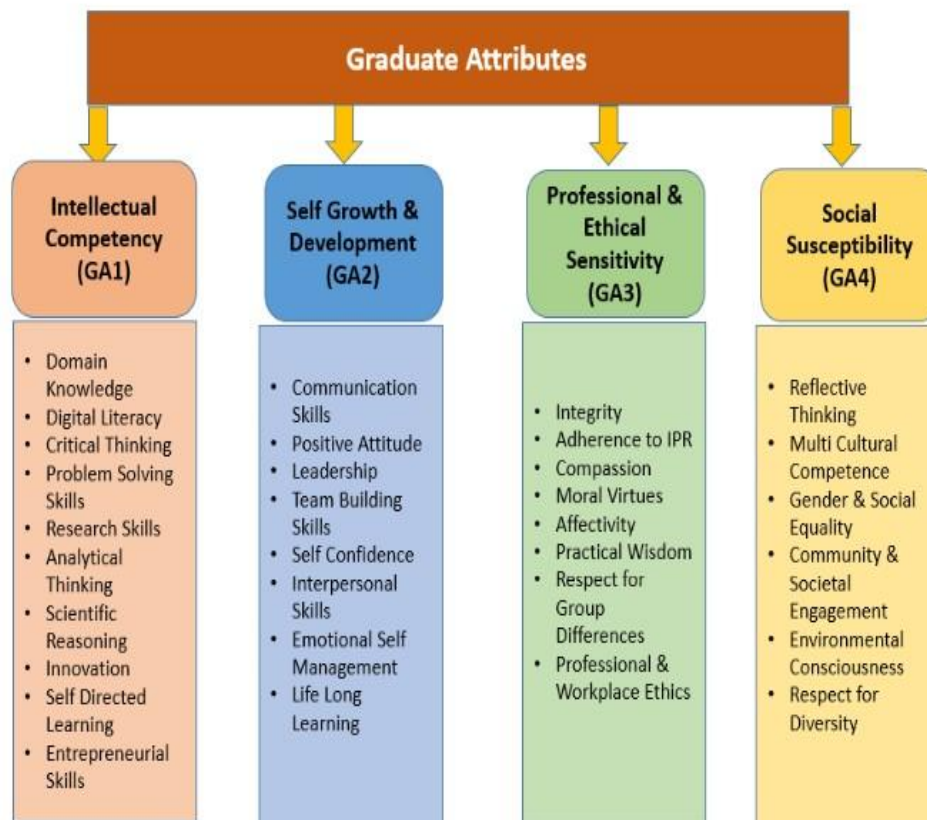 Graduate Attributes
Intellectual
Competency
(GA1)
Self Growth &
Development
(GA2)
Professional &
Ethical
Sensitivity
(GA3)
Social
Susceptibility
(GA4)
• Domain
Knowledge
• Digital Literacy
• Critical Thinking
• Problem Solving
Skills
• Research Skills
• Analytical
Thinking
• Scientific
Reasoning
• Innovation
• Self Directed
Learning
• Entrepreneurial
Skills
• Communication
Skills
• Positive Attitude
• Leadership
• Team Building
Skills
• Self Confidence
• Interpersonal
Skills
• Emotional Self
Management
• Life Long
Learning
• Integrity
• Adherence to IPR
• Compassion
• Moral Virtues
• Affectivity
• Practical Wisdom
• Respect for
Group
Differences
• Professional &
Workplace Ethics
• Reflective
Thinking
• Multi Cultural
Competence
• Gender & Social
Equality
• Community &
Societal
Engagement
• Environmental
Consciousness
• Respect for
Diversity